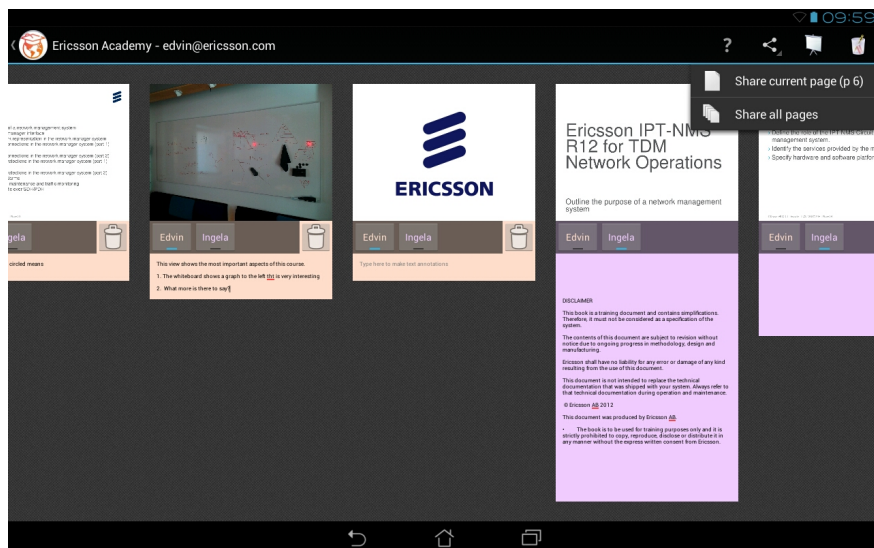 09:59
Ericsson Academy - edvin@ericsson.com
?
Share current page (p 6)
Share all pages
gela
circled means
Edvin Ingela
This view shows the most important aspects of this course.
1. The whiteboard shows a graph to the left tht is very interesting
2. What more is there to say?
ERICSSON
Edvin Ingela
Type here to make text annotations
Ericsson IPT-NMS
R12 for TDM
Network Operations
Outline the purpose of a network management
system
Edvin Ingela
DISCLAIMER
This book is a training document and contains simplifications.
Therefore, it must not be considered as a specification of the
system.
The contents of this document are subject to revision without
notice due to ongoing progress in methodology, design and
manufacturing.
Ericsson shall have no liability for any error or damage of any kind
resulting from the use of this document.
This document is not intended to replace the technical
documentation that was shipped with your system. Always refer to
that technical documentation during operation and maintenance.
© Ericsson AB 2012
This document was produced by Ericsson AB.
• The book is to be used for training purposes only and it is
strictly prohibited to copy, reproduce, disclose or distribute it in
any manner without the express written consent from Ericsson.
› Define the role of the IPT-NMS Circuit
management system.
› Identify the services provided by the n
› Specify hardware and software platfor
Edvin Ingela